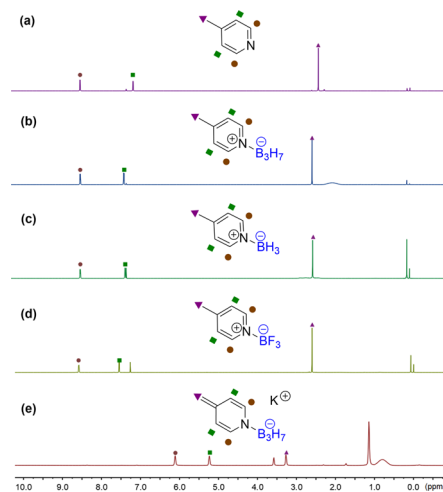 (a)
N
(b)
N
⊕ ⊖
B3H7
(c)
N
⊕ ⊖
BH3
(d)
N
⊕ ⊖
BF3
(e)
K⊕
N ⊖
B3H7
10.0 9.0 8.0 7.0 6.0 5.0 4.0 3.0 2.0 1.0 0.0 (ppm)